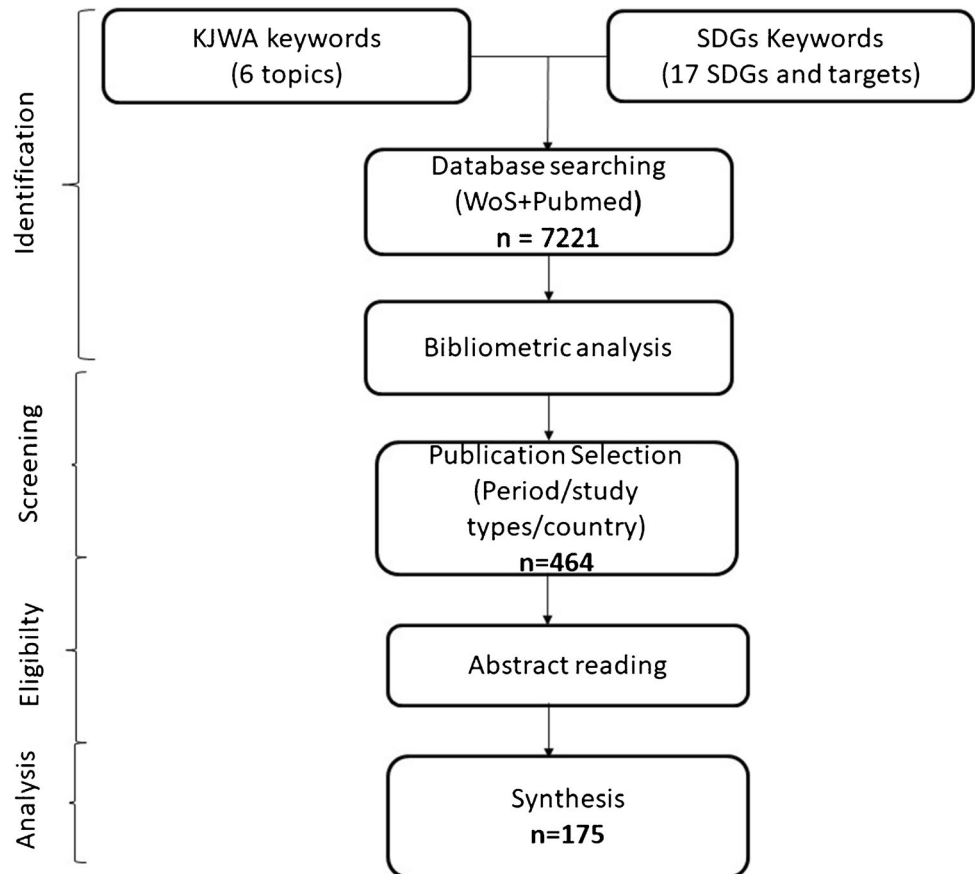 KJWA keywords
(6 topics)
SDGs Keywords
(17 SDGs and targets)
Identification
Database searching
(WoS+Pubmed)
n = 7221
Bibliometric analysis
Screening
Publication Selection
(Period/study
types/country)
n=464
Eligibilty
Abstract reading
Analysis
Synthesis
n=175